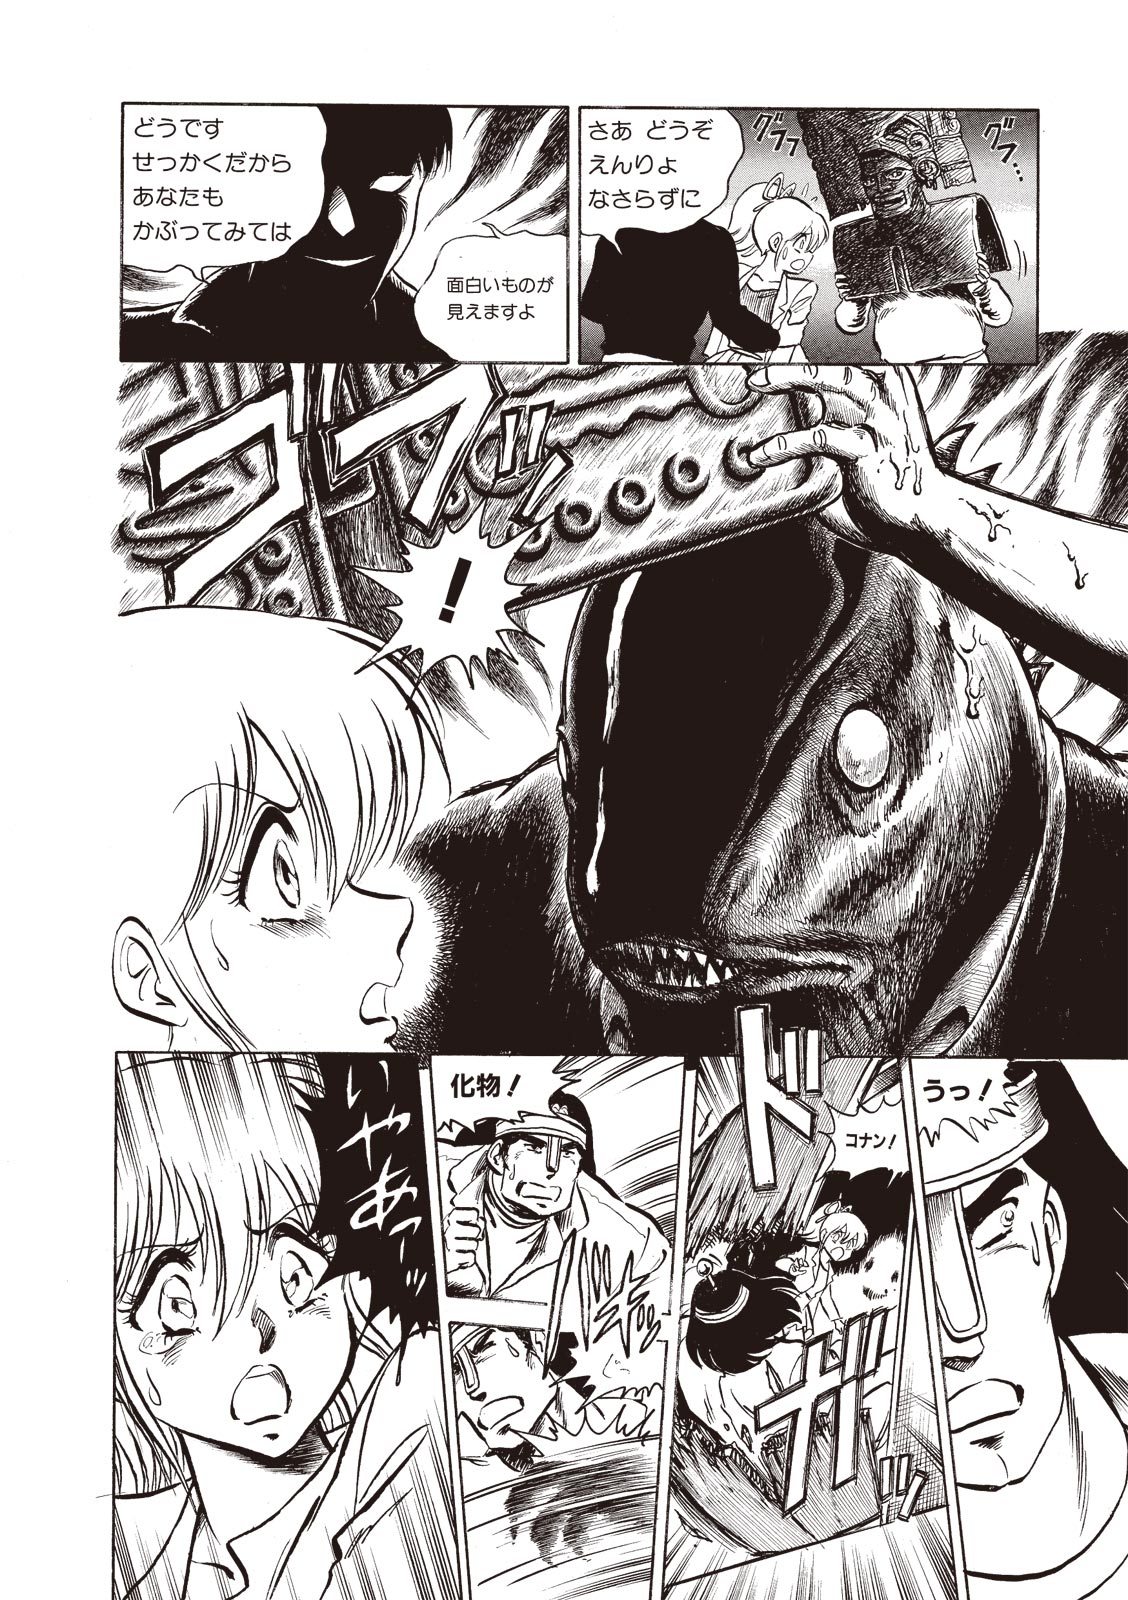 どうです
せっかくだから
あなたも
かぶってみては
面白いものが
見えますよ
さあ どうぞ
えんりょ
なさらずに
グフフ
グフ…
!
いやあっ
化物!
コナン!
ドガッ
うっ!